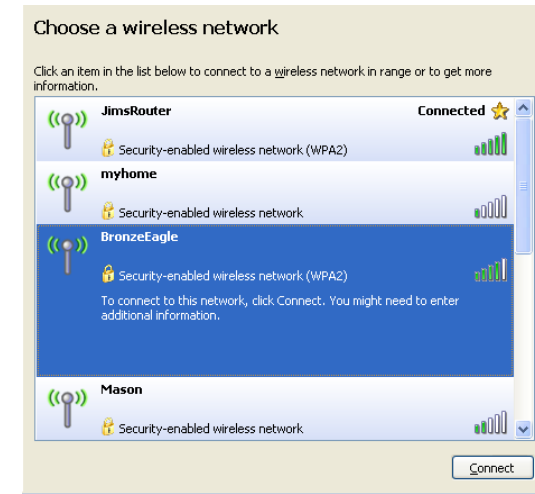 Choose a wireless network
Click an item in the list below to connect to a wireless network in range or to get more
information.
JimsRouter Connected
Security-enabled wireless network (WPA2)
myhome
Security-enabled wireless network
BronzeEagle
Security-enabled wireless network (WPA2)
To connect to this network, click Connect. You might need to enter
additional information.
Mason
Security-enabled wireless network
Connect